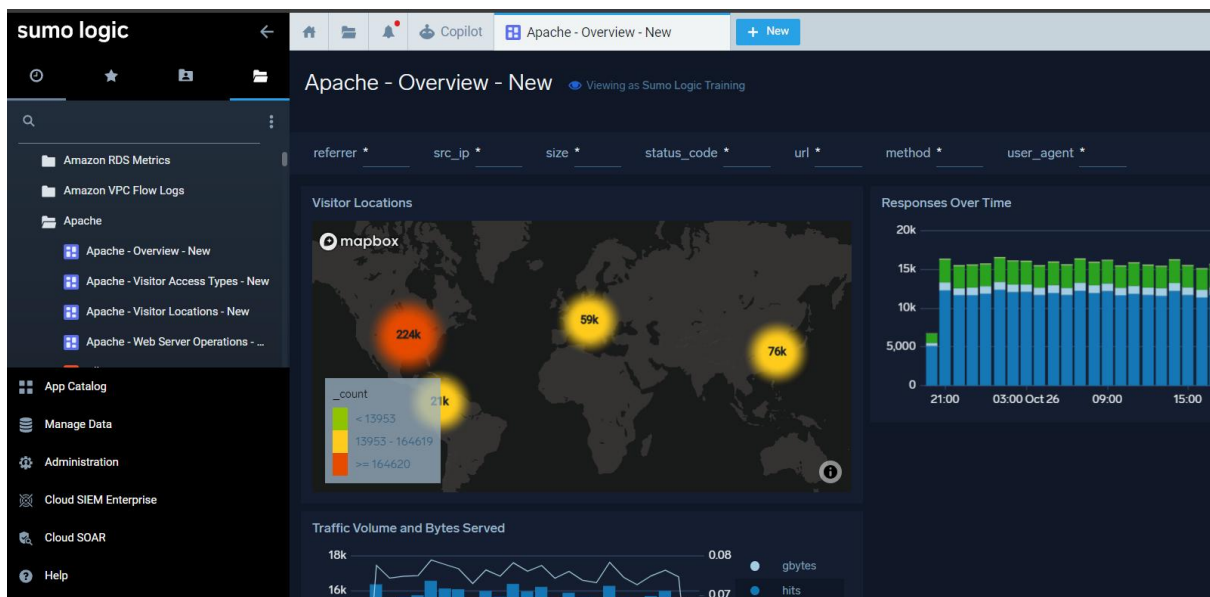 sumo logic
Copilot
Apache - Overview - New
+ New
Amazon RDS Metrics
Amazon VPC Flow Logs
Apache
Apache - Overview - New
Apache - Visitor Access Types - New
Apache - Visitor Locations - New
Apache - Web Server Operations - ...
App Catalog
Manage Data
Administration
Cloud SIEM Enterprise
Cloud SOAR
Help
Apache - Overview - New
Viewing as Sumo Logic Training
referrer * src_ip * size * status_code * url * method * user_agent *
Visitor Locations
mapbox
224k
59k
76k
21k
_count
< 13953
13953 - 164619
>= 164620
Responses Over Time
20k
15k
10k
5,000
0
21:00 03:00 Oct 26 09:00 15:00
Traffic Volume and Bytes Served
18k
16k
0.08
0.07
gbytes
hits